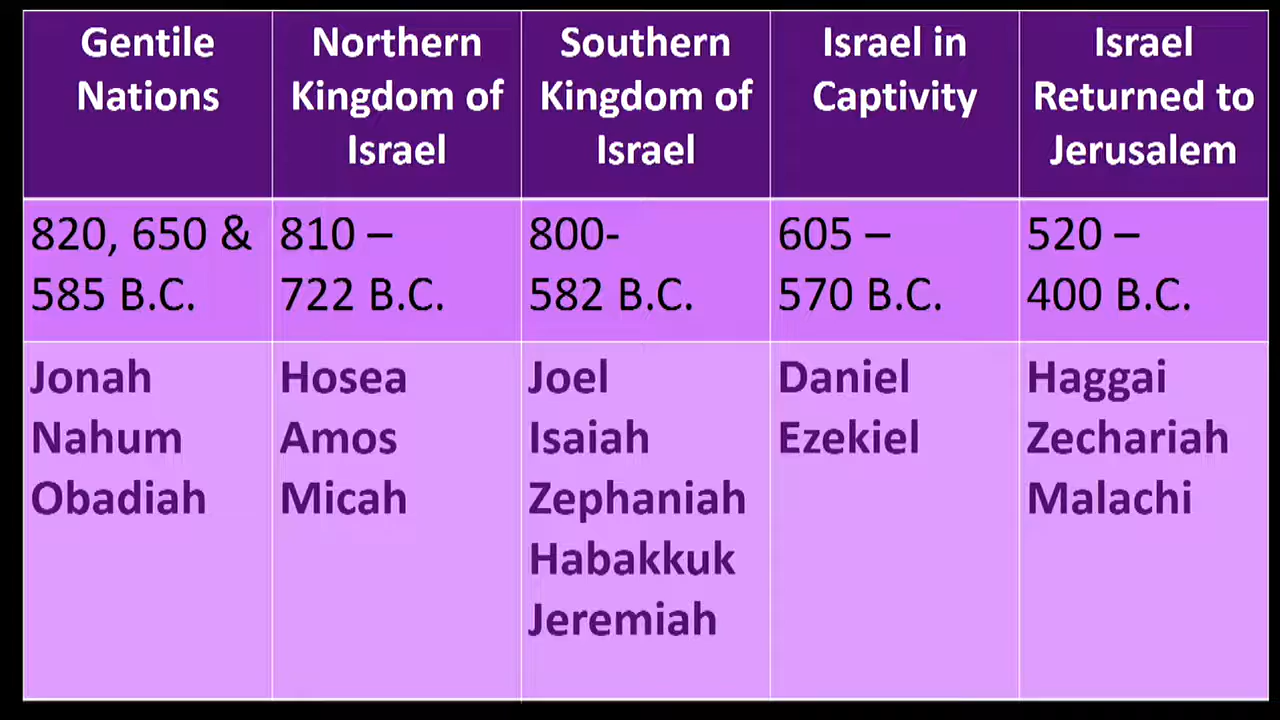 Gentile
Nations
Northern
Kingdom of
Israel
Southern
Kingdom of
Israel
Israel in
Captivity
Israel
Returned to
Jerusalem
820, 650 &
585 B.C.
810 –
722 B.C.
800-
582 B.C.
605 –
570 B.C.
520 –
400 B.C.
Jonah
Nahum
Obadiah
Hosea
Amos
Micah
Joel
Isaiah
Zephaniah
Habakkuk
Jeremiah
Daniel
Ezekiel
Haggai
Zechariah
Malachi